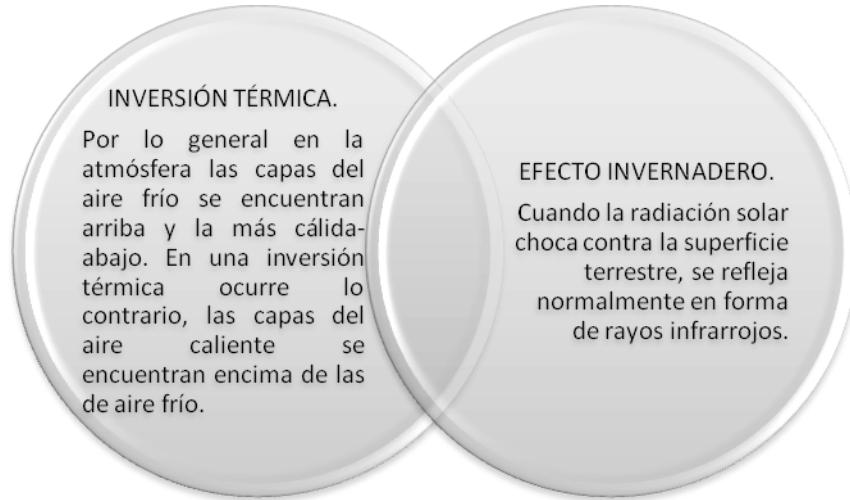 INVERSIÓN TÉRMICA.
Por lo general en la
atmósfera las capas del
aire frío se encuentran
arriba y la más cálida-
abajo. En una inversión
térmica ocurre lo
contrario, las capas del
aire caliente se
encuentran encima de las
de aire frío.
EFECTO INVERNADERO.
Cuando la radiación solar
choca contra la superficie
terrestre, se refleja
normalmente en forma
de rayos infrarrojos.